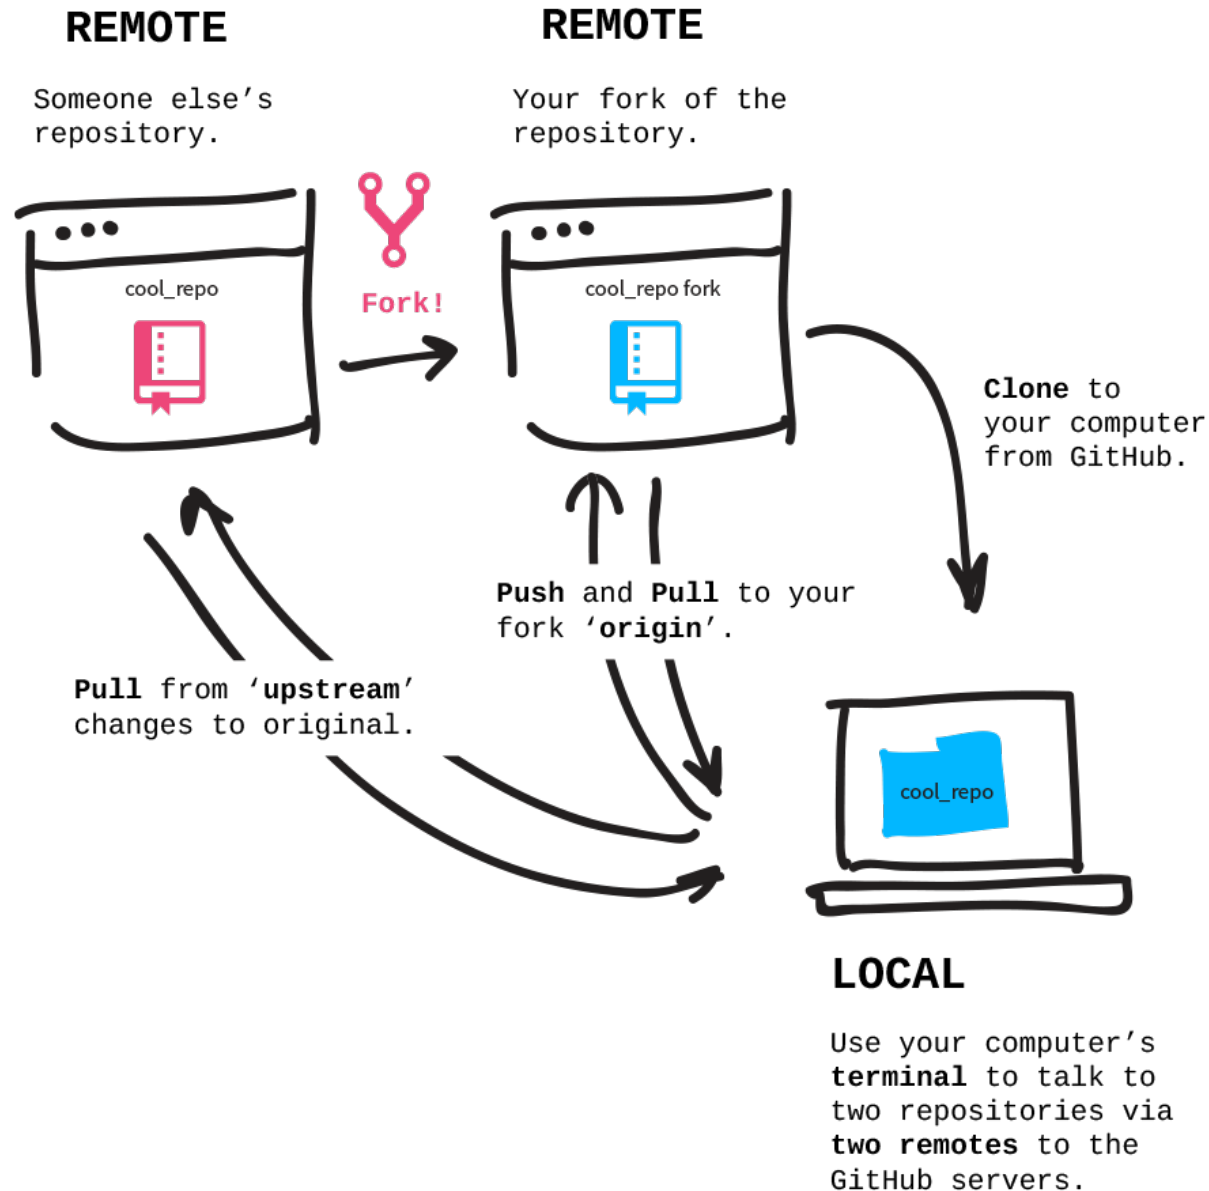 REMOTE
Someone else’s
repository.
cool_repo
Fork!
REMOTE
Your fork of the
repository.
cool_repo fork
Clone to
your computer
from GitHub.
Push and Pull to your
fork ‘origin’.
Pull from ‘upstream’
changes to original.
cool_repo
LOCAL
Use your computer’s
terminal to talk to
two repositories via
two remotes to the
GitHub servers.